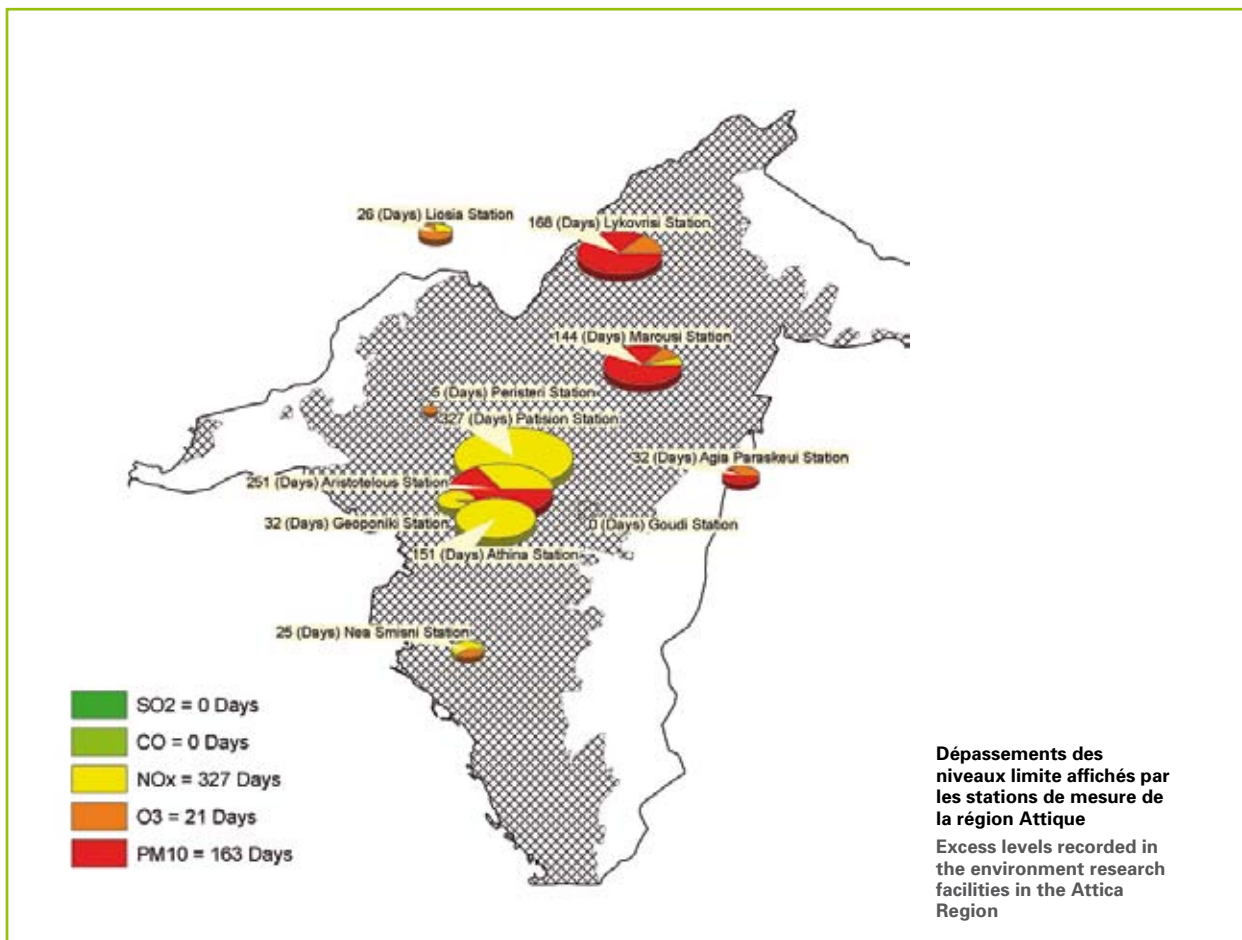 26 (Days) Liosia Station
168 (Days) Lykovrisi Station
144 (Days) Marousi Station
5 (Days) Peristeri Station
327 (Days) Patision Station
32 (Days) Agia Paraskeui Station
251 (Days) Aristotelous Station
32 (Days) Geoponiki Station
0 (Days) Goudi Station
151 (Days) Athina Station
25 (Days) Nea Smisni Station
SO2 = 0 Days
CO = 0 Days
NOx = 327 Days
O3 = 21 Days
PM10 = 163 Days
Dépassements des
niveaux limite affichés par
les stations de mesure de
la région Attique
Excess levels recorded in
the environment research
facilities in the Attica
Region